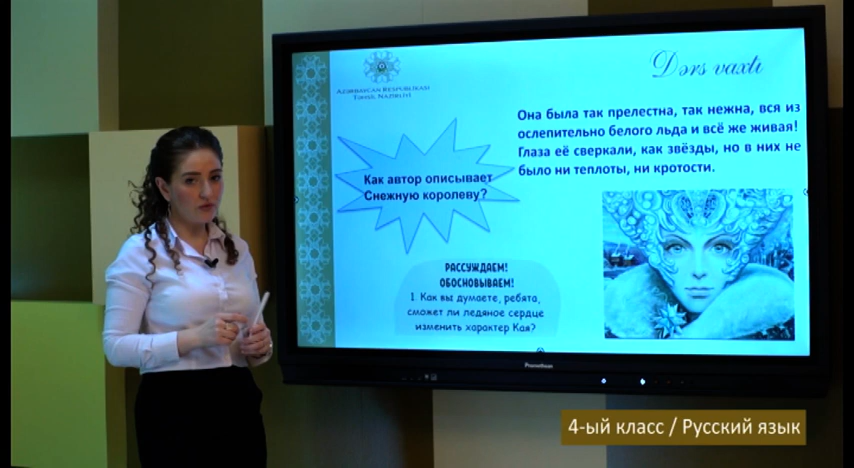 AZƏRBAYCAN RESPUBLİKASI
TƏHSİL NAZİRLİYİ
Dərs vaxtı
Она была так прелестна, так нежна, вся из
ослепительно белого льда и всё же живая!
Глаза её сверкали, как звёзды, но в них не
было ни теплоты, ни кротости.
Как автор описывает
Снежную королеву?
РАССУЖДАЕМ!
ОБОСНОВЫВАЕМ!
1. Как вы думаете, ребята,
сможет ли ледяное сердце
изменить характер Кая?
Promethean
4-ый класс / Русский язык